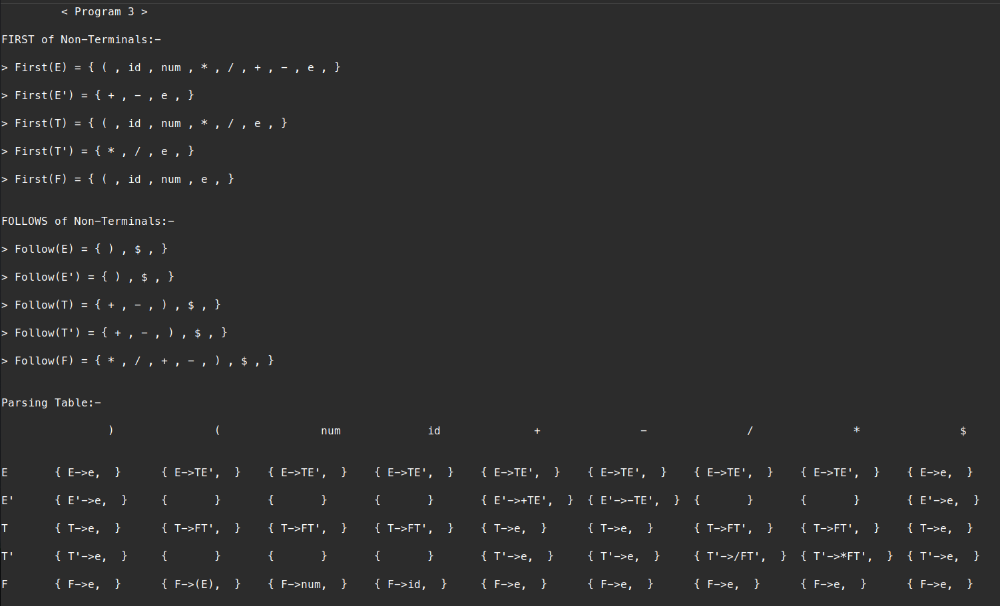 < Program 3 >
FIRST of Non-Terminals:-
> First(E) = { ( , id , num , * , / , + , - , e , }
> First(E') = { + , - , e , }
> First(T) = { ( , id , num , * , / , e , }
> First(T') = { * , / , e , }
> First(F) = { ( , id , num , e , }
FOLLOWS of Non-Terminals:-
> Follow(E) = { ) , $ , }
> Follow(E') = { ) , $ , }
> Follow(T) = { + , - , ) , $ , }
> Follow(T') = { + , - , ) , $ , }
> Follow(F) = { * , / , + , - , ) , $ , }
Parsing Table:-
) ( num id + - / * $
E { E->e, } { E->TE', } { E->TE', } { E->TE', } { E->TE', } { E->TE', } { E->TE', } { E->TE', } { E->e, }
E' { E'->e, } { } { } { } { E'->+TE', } { E'->-TE', } { } { } { E'->e, }
T { T->e, } { T->FT', } { T->FT', } { T->FT', } { T->e, } { T->e, } { T->FT', } { T->FT', } { T->e, }
T' { T'->e, } { } { } { } { T'->e, } { T'->e, } { T'->/FT', } { T'->*FT', } { T'->e, }
F { F->e, } { F->(E), } { F->num, } { F->id, } { F->e, } { F->e, } { F->e, } { F->e, } { F->e, }